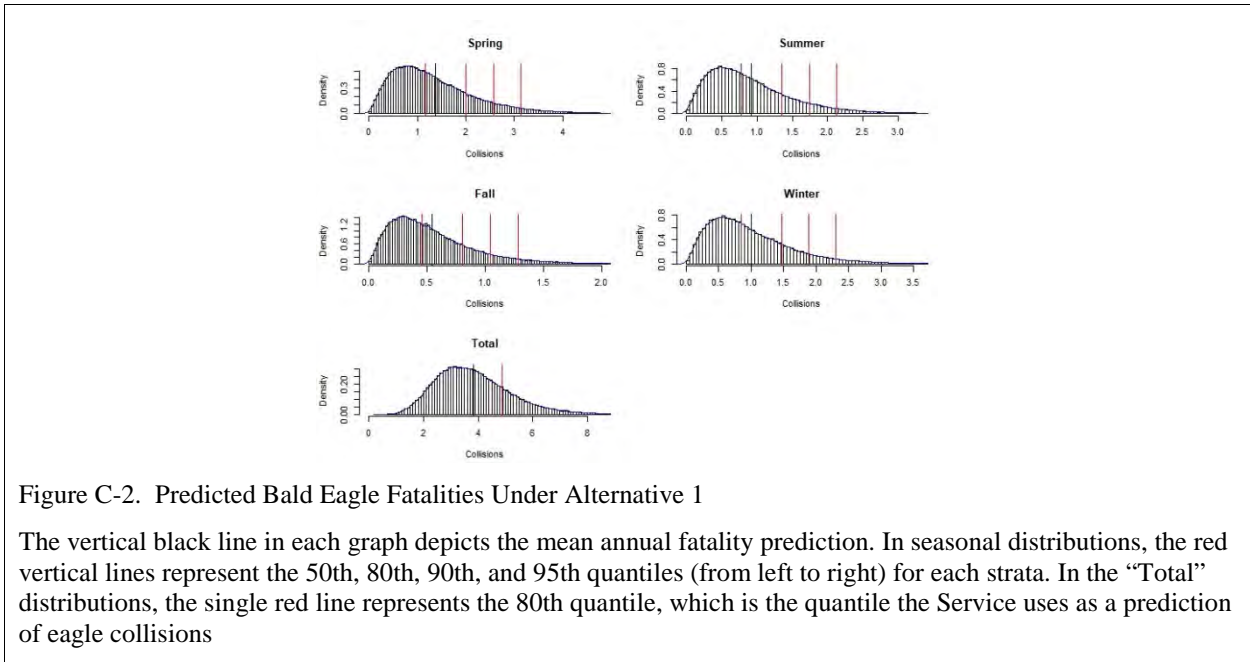 Spring
Density
0.0 0.3
0 1 2 3 4
Collisions
Summer
Density
0.0 0.4 0.8
0.0 0.5 1.0 1.5 2.0 2.5 3.0
Collisions
Fall
Density
0.0 0.6 1.2
0.0 0.5 1.0 1.5 2.0
Collisions
Winter
Density
0.0 0.4 0.8
0.0 0.5 1.0 1.5 2.0 2.5 3.0 3.5
Collisions
Total
Density
0.00 0.20
0 2 4 6 8
Collisions
Figure C-2. Predicted Bald Eagle Fatalities Under Alternative 1
The vertical black line in each graph depicts the mean annual fatality prediction. In seasonal distributions, the red
vertical lines represent the 50th, 80th, 90th, and 95th quantiles (from left to right) for each strata. In the “Total”
distributions, the single red line represents the 80th quantile, which is the quantile the Service uses as a prediction
of eagle collisions